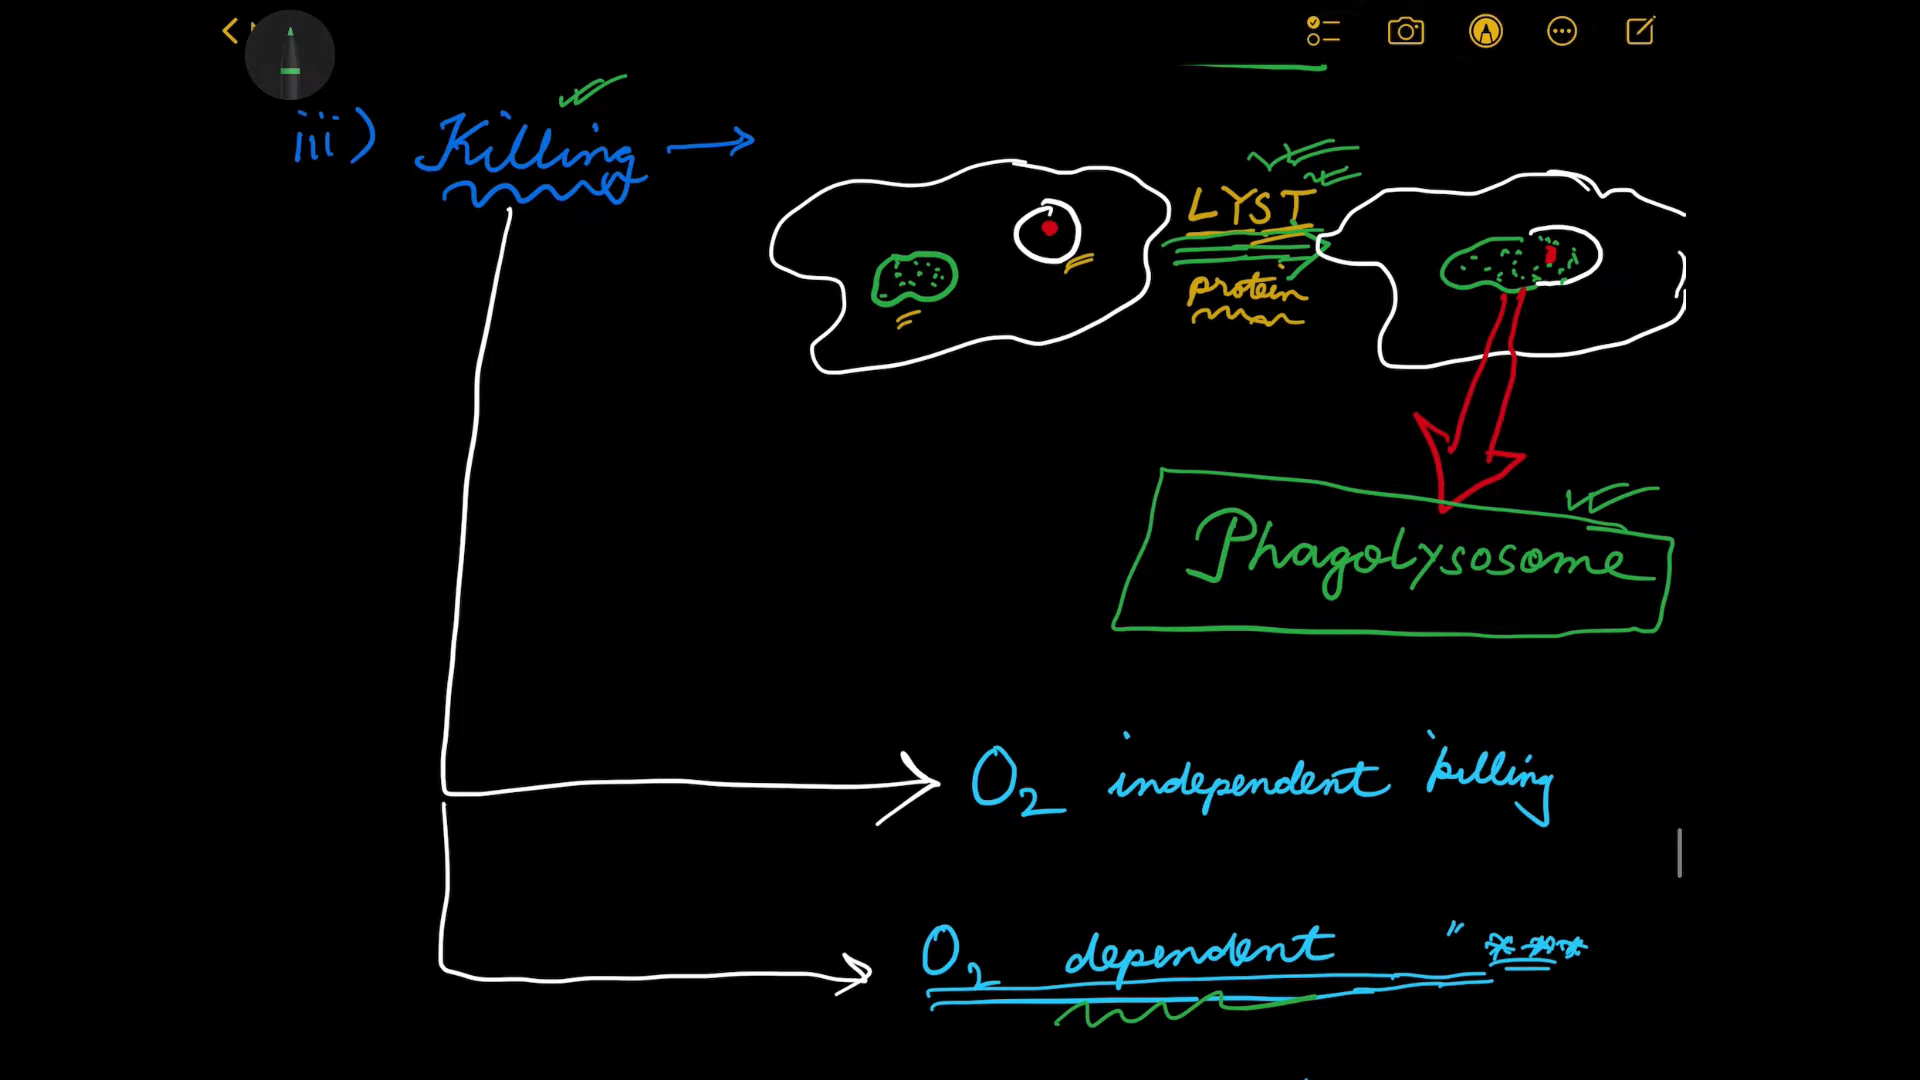 iii) Killing →
LYST
protein
Phagolysosome
O₂ independent killing
O₂ dependent " ***